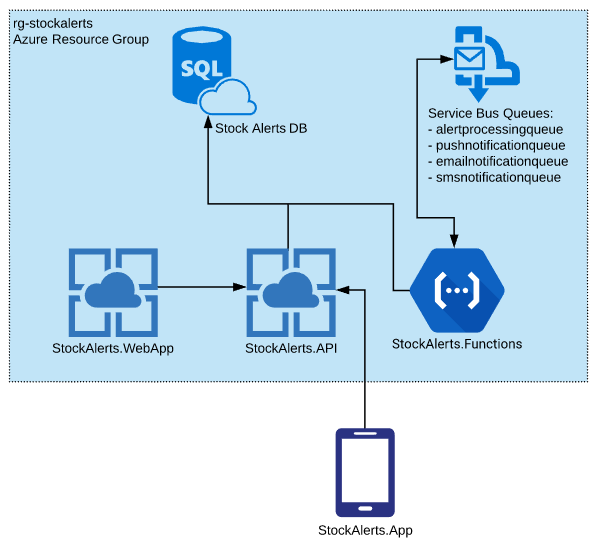 rg-stockalerts
Azure Resource Group
SQL
Stock Alerts DB
Service Bus Queues:
- alertprocessingqueue
- pushnotificationqueue
- emailnotificationqueue
- smsnotificationqueue
StockAlerts.WebApp
StockAlerts.API
StockAlerts.Functions
StockAlerts.App